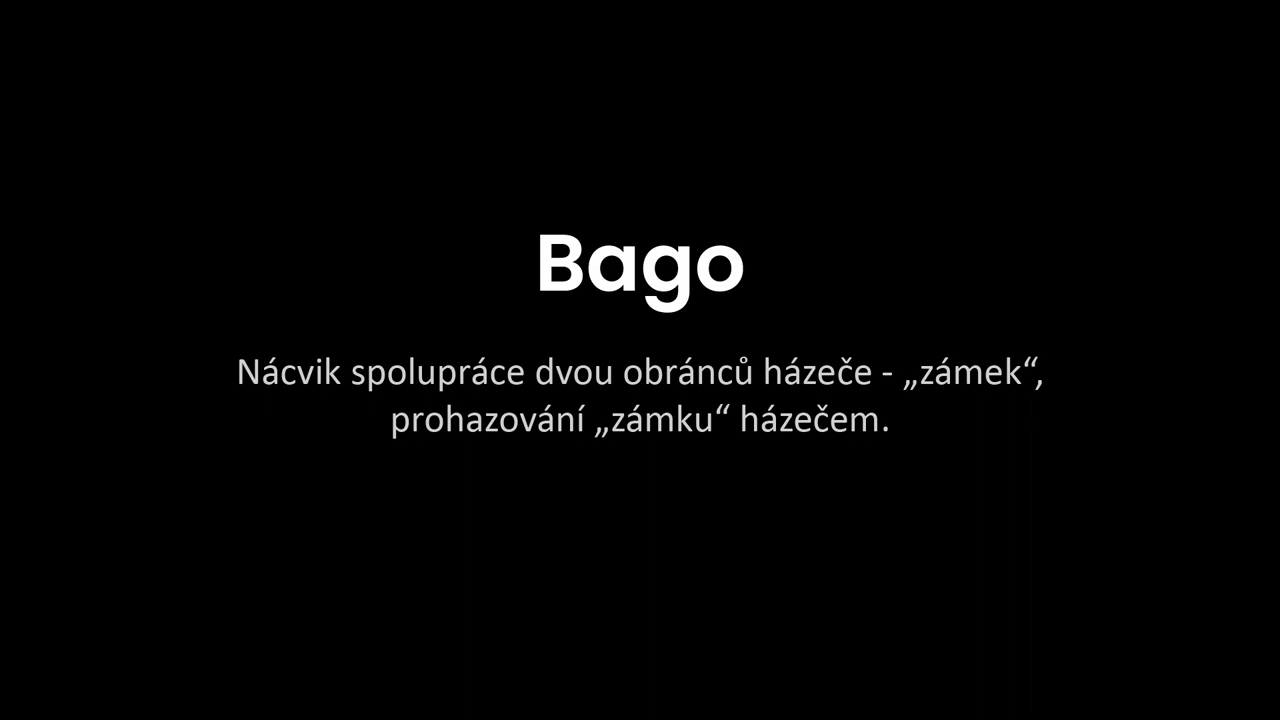 Bago
Nácvik spolupráce dvou obránců házeče - „zámek“,
prohazování „zámku“ házečem.